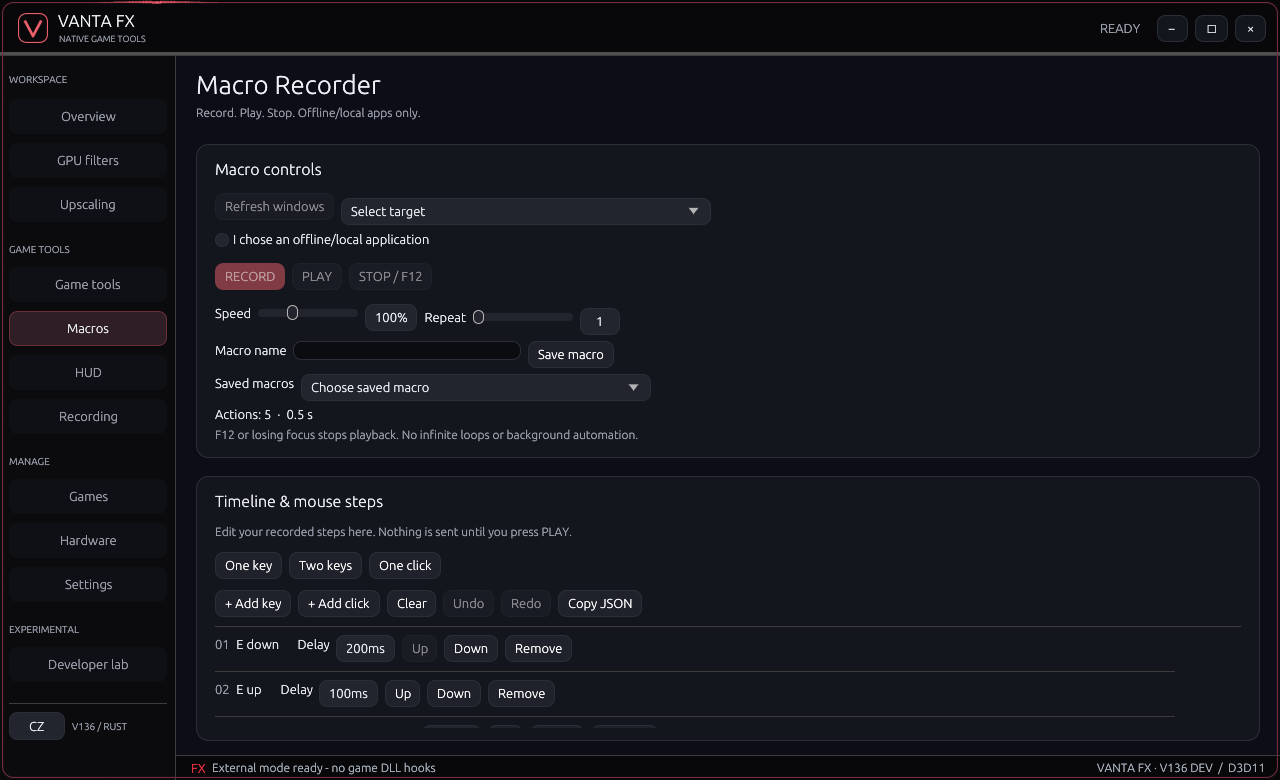 VANTA FX
NATIVE GAME TOOLS
READY
WORKSPACE
Overview
GPU filters
Upscaling
GAME TOOLS
Game tools
Macros
HUD
Recording
MANAGE
Games
Hardware
Settings
EXPERIMENTAL
Developer lab
CZ V136 / RUST
Macro Recorder
Record. Play. Stop. Offline/local apps only.
Macro controls
Refresh windows Select target
I chose an offline/local application
RECORD PLAY STOP / F12
Speed 100% Repeat 1
Macro name Save macro
Saved macros Choose saved macro
Actions: 5 · 0.5 s
F12 or losing focus stops playback. No infinite loops or background automation.
Timeline & mouse steps
Edit your recorded steps here. Nothing is sent until you press PLAY.
One key Two keys One click
+ Add key + Add click Clear Undo Redo Copy JSON
01 E down Delay 200ms Up Down Remove
02 E up Delay 100ms Up Down Remove
FX External mode ready - no game DLL hooks
VANTA FX · V136 DEV / D3D11